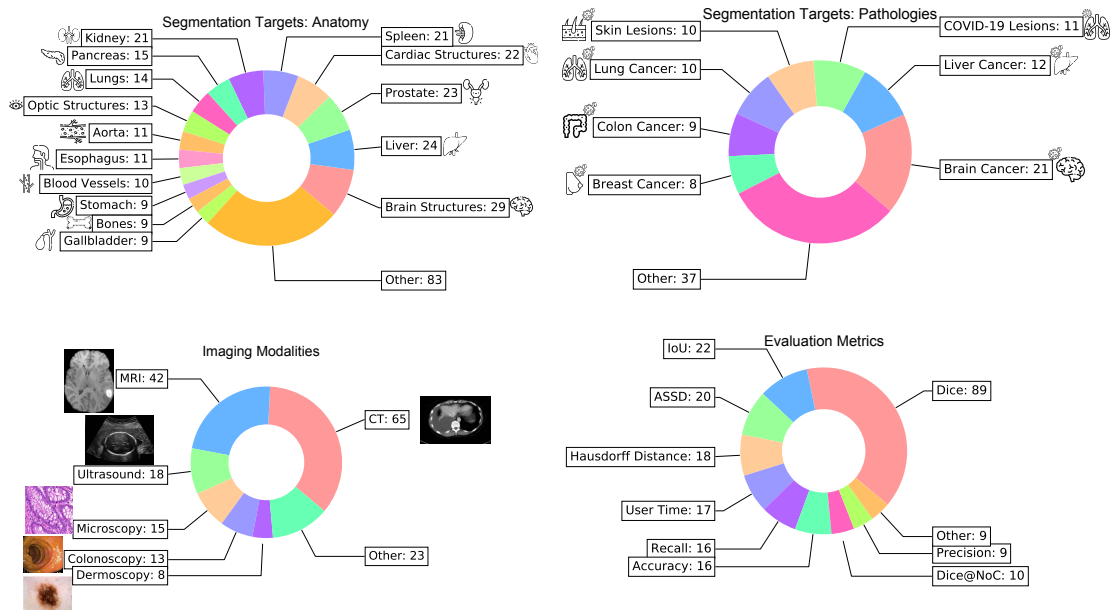 Segmentation Targets: Anatomy
Kidney: 21
Pancreas: 15
Lungs: 14
Optic Structures: 13
Aorta: 11
Esophagus: 11
Blood Vessels: 10
Stomach: 9
Bones: 9
Gallbladder: 9
Spleen: 21
Cardiac Structures: 22
Prostate: 23
Liver: 24
Brain Structures: 29
Other: 83
Segmentation Targets: Pathologies
Skin Lesions: 10
Lung Cancer: 10
Colon Cancer: 9
Breast Cancer: 8
Other: 37
COVID-19 Lesions: 11
Liver Cancer: 12
Brain Cancer: 21
Imaging Modalities
MRI: 42
Ultrasound: 18
Microscopy: 15
Colonoscopy: 13
Dermoscopy: 8
CT: 65
Other: 23
Evaluation Metrics
IoU: 22
ASSD: 20
Hausdorff Distance: 18
User Time: 17
Recall: 16
Accuracy: 16
Dice: 89
Other: 9
Precision: 9
Dice@NoC: 10